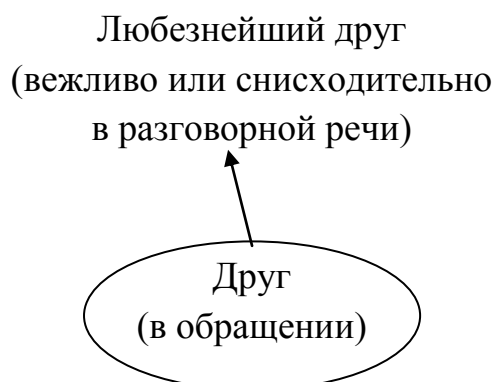 Любезнейший друг
(вежливо или снисходительно
в разговорной речи)
Друг
(в обращении)